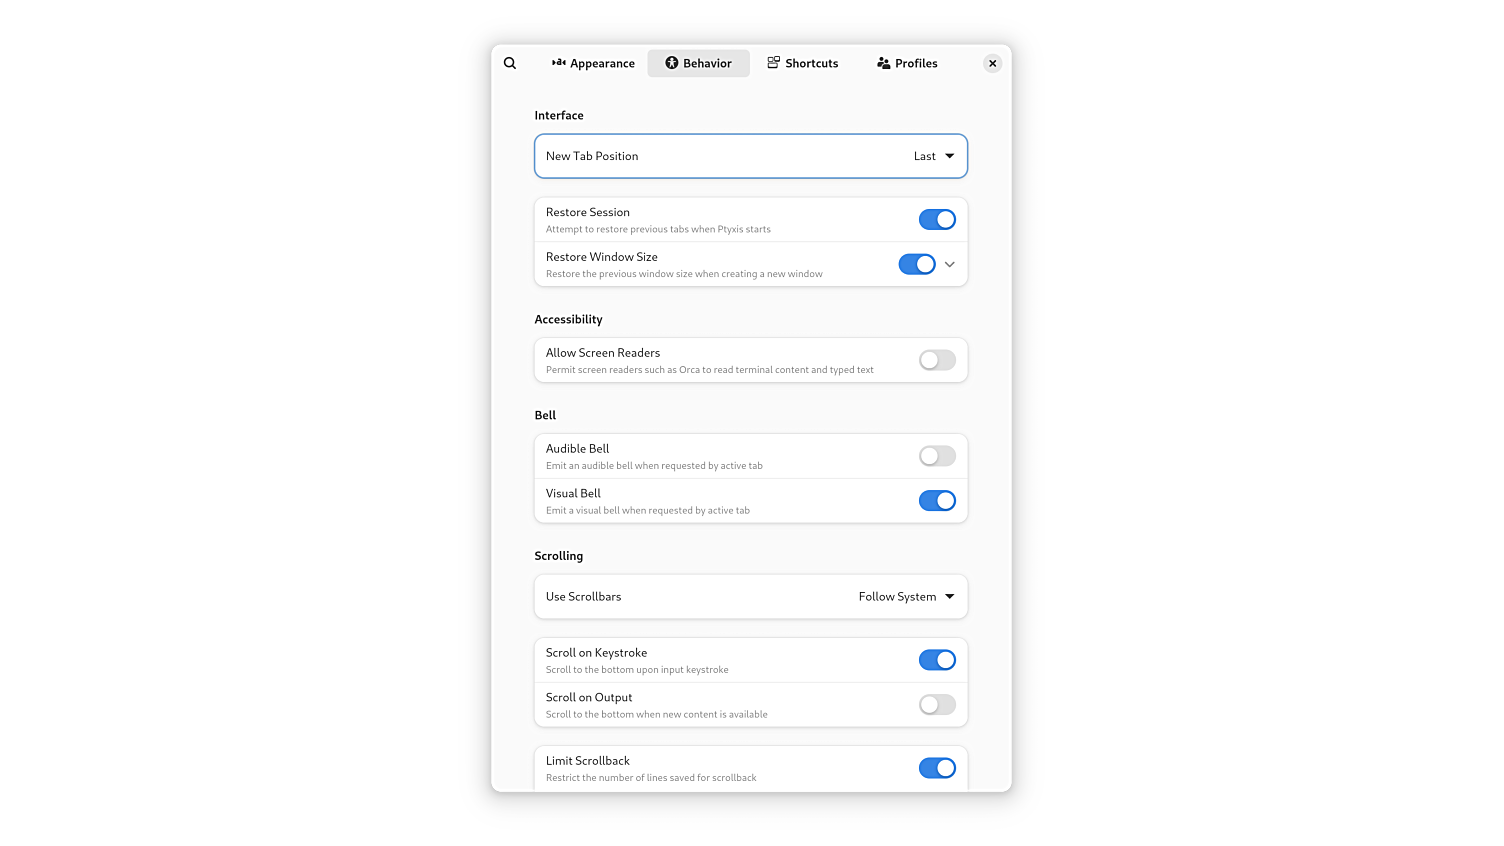 Appearance
Behavior
Shortcuts
Profiles
Interface
New Tab Position
Last
Restore Session
Attempt to restore previous tabs when Ptyxis starts
Restore Window Size
Restore the previous window size when creating a new window
Accessibility
Allow Screen Readers
Permit screen readers such as Orca to read terminal content and typed text
Bell
Audible Bell
Emit an audible bell when requested by active tab
Visual Bell
Emit a visual bell when requested by active tab
Scrolling
Use Scrollbars
Follow System
Scroll on Keystroke
Scroll to the bottom upon input keystroke
Scroll on Output
Scroll to the bottom when new content is available
Limit Scrollback
Restrict the number of lines saved for scrollback